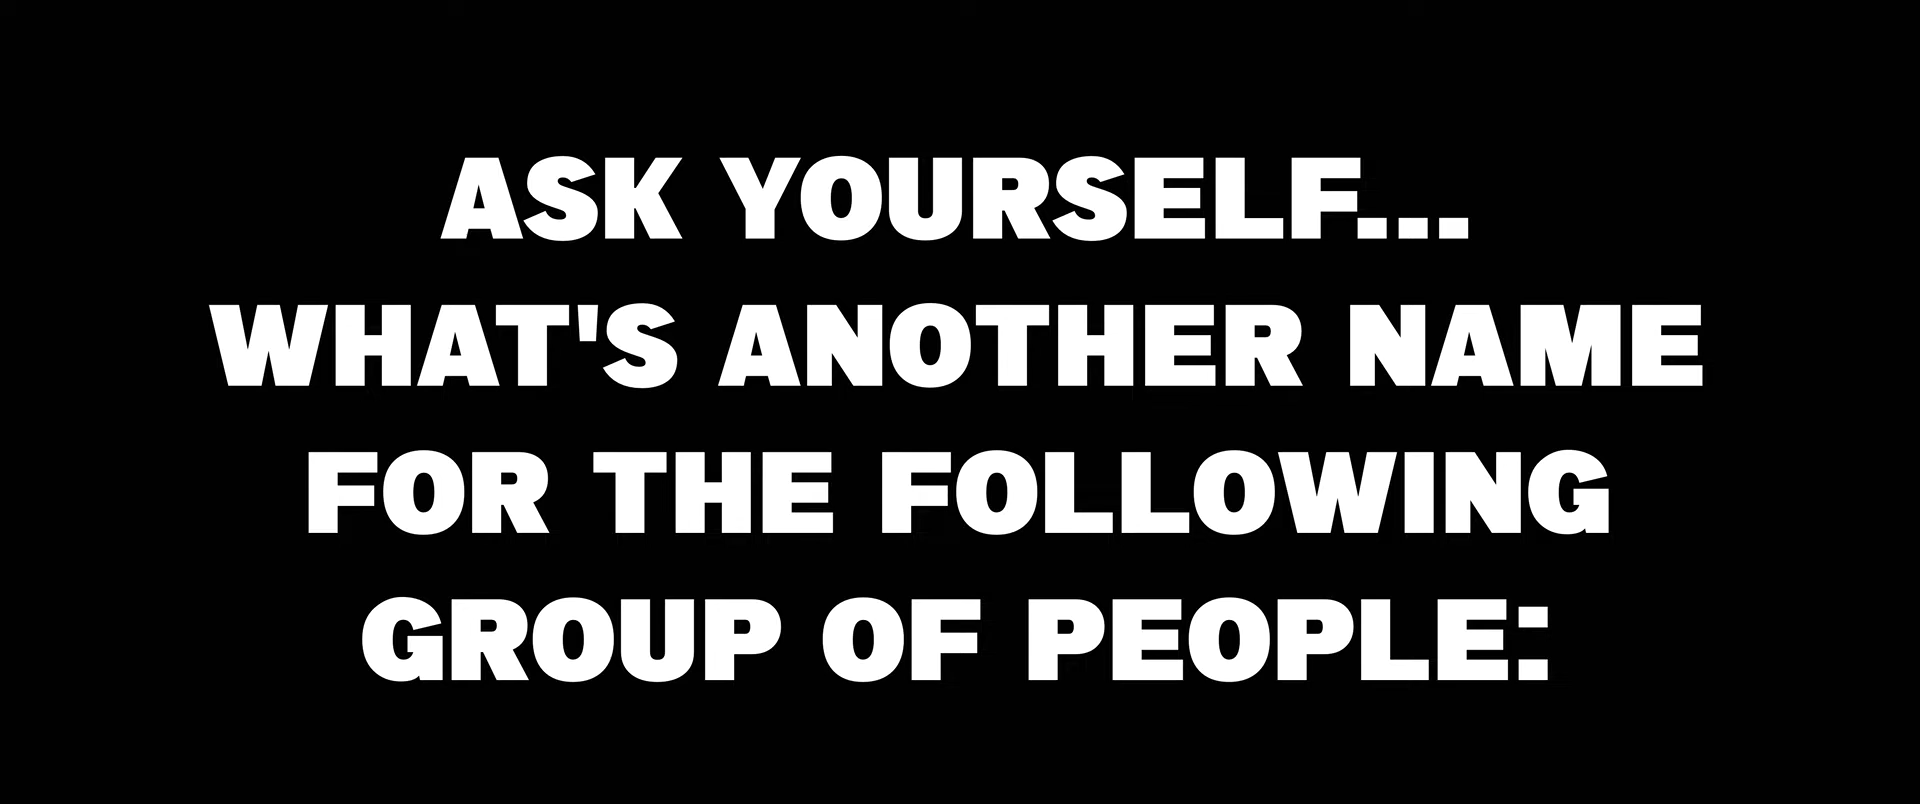 ASK YOURSELF...
WHAT'S ANOTHER NAME
FOR THE FOLLOWING
GROUP OF PEOPLE: